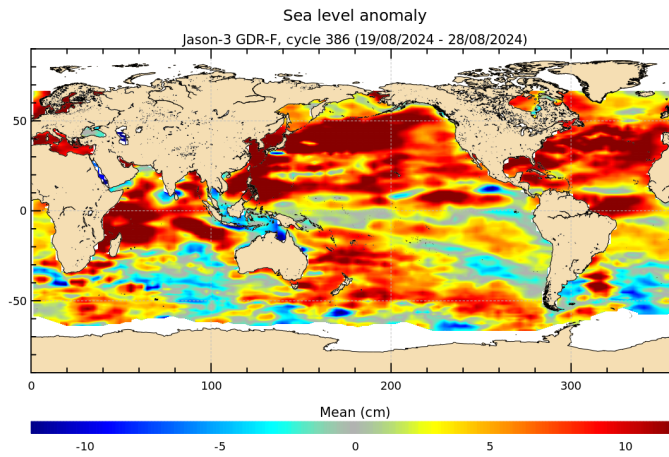 Sea level anomaly
Jason-3 GDR-F, cycle 386 (19/08/2024 - 28/08/2024)
50
0
-50
0 100 200 300
Mean (cm)
-10 -5 0 5 10